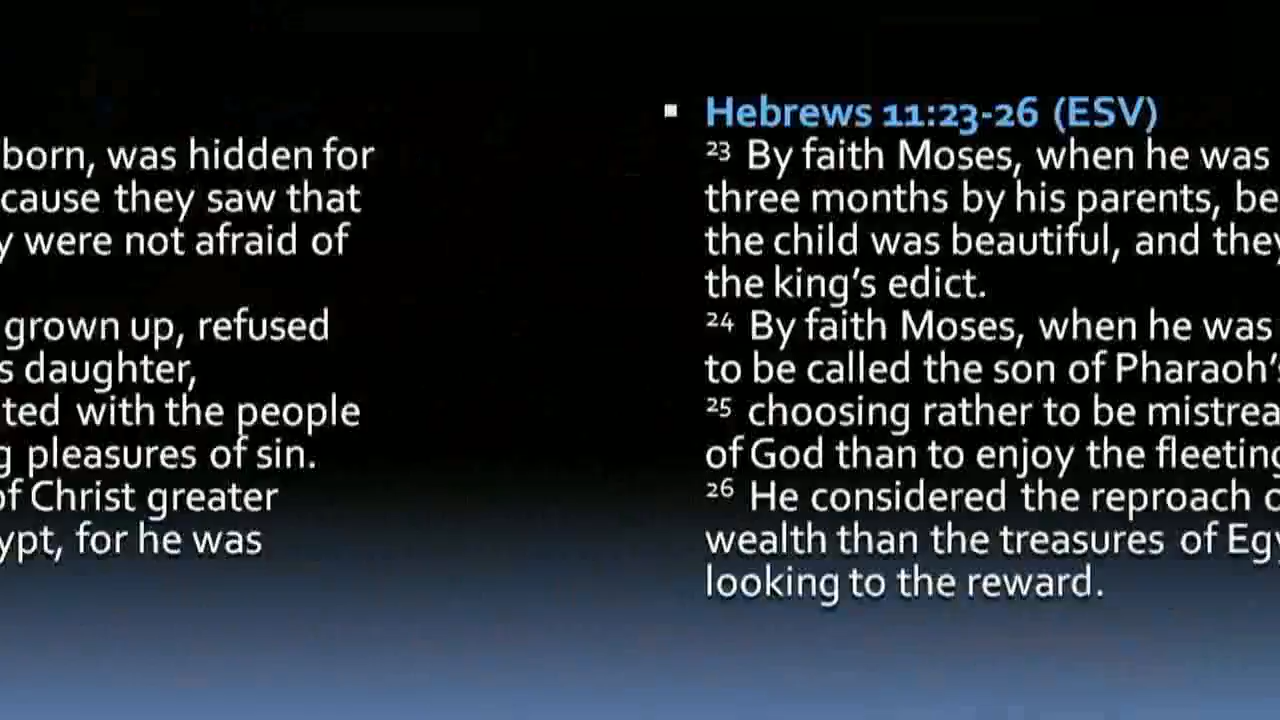 born, was hidden for
cause they saw that
y were not afraid of
grown up, refused
s daughter,
ted with the people
g pleasures of sin.
of Christ greater
ypt, for he was
▪ Hebrews 11:23-26 (ESV)
23 By faith Moses, when he was
three months by his parents, be
the child was beautiful, and they
the king's edict.
24 By faith Moses, when he was
to be called the son of Pharaoh's
25 choosing rather to be mistrea
of God than to enjoy the fleeting
26 He considered the reproach o
wealth than the treasures of Egy
looking to the reward.